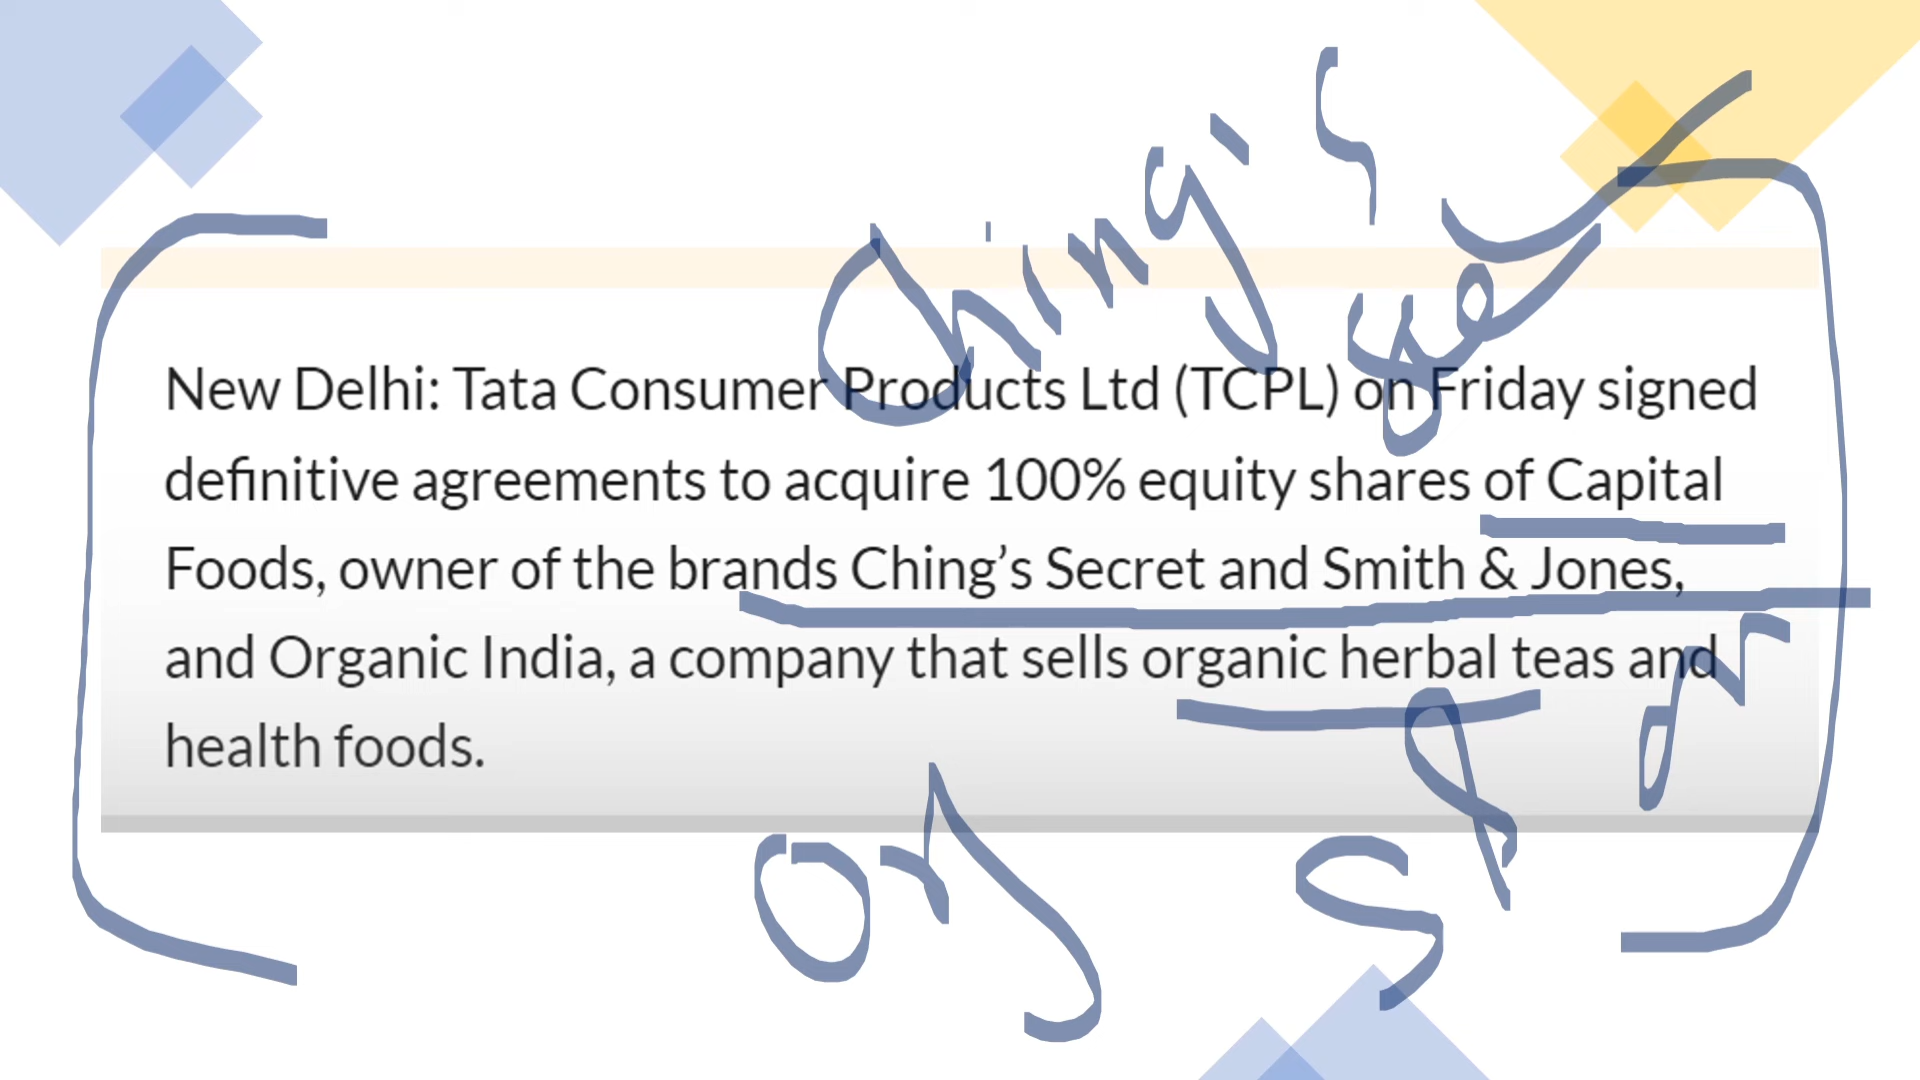 Ching's
Sec
New Delhi: Tata Consumer Products Ltd (TCPL) on Friday signed
definitive agreements to acquire 100% equity shares of Capital
Foods, owner of the brands Ching’s Secret and Smith & Jones,
and Organic India, a company that sells organic herbal teas and
health foods.